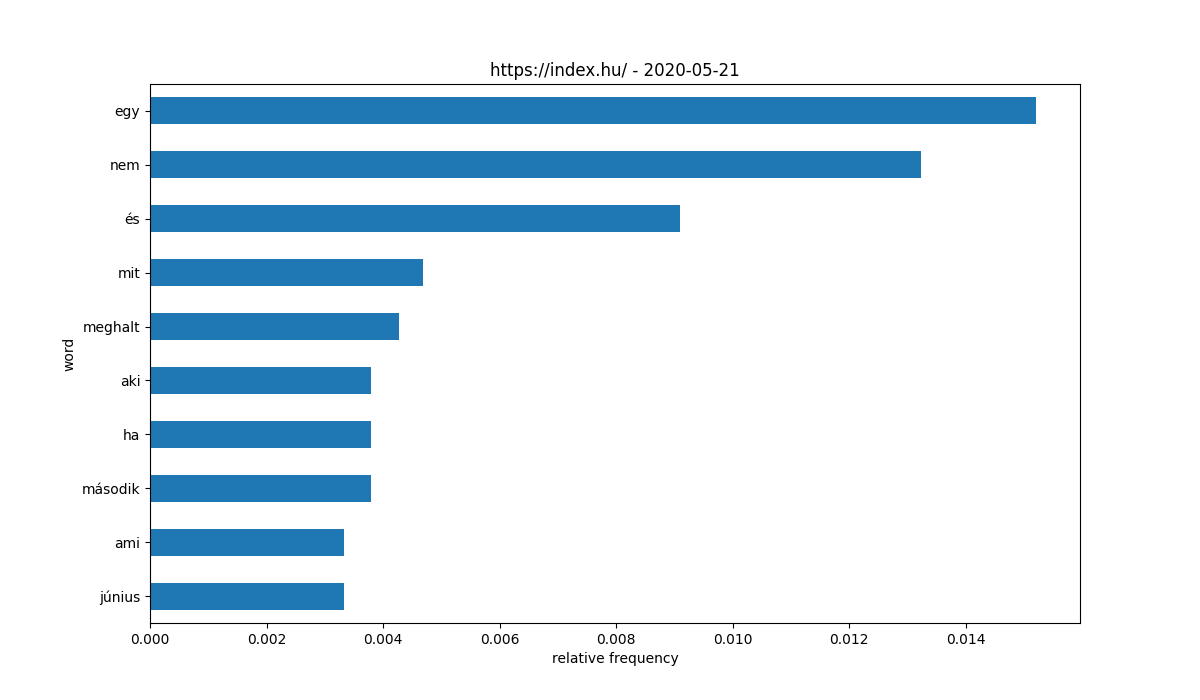 https://index.hu/ - 2020-05-21
egy
nem
és
mit
meghalt
aki
ha
második
ami
június
word
0.000 0.002 0.004 0.006 0.008 0.010 0.012 0.014
relative frequency